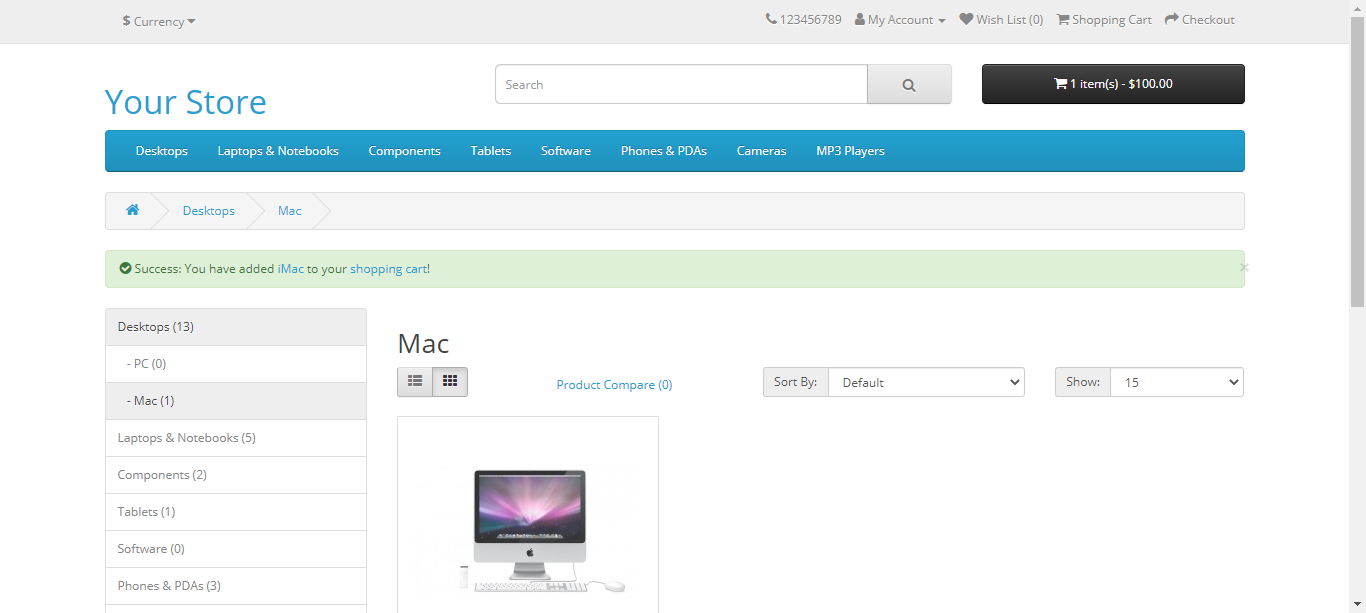 $ Currency
123456789 My Account Wish List (0) Shopping Cart Checkout
Your Store
Search
1 item(s) - $100.00
Desktops Laptops & Notebooks Components Tablets Software Phones & PDAs Cameras MP3 Players
Desktops Mac
Success: You have added iMac to your shopping cart!
×
Desktops (13)
- PC (0)
- Mac (1)
Laptops & Notebooks (5)
Components (2)
Tablets (1)
Software (0)
Phones & PDAs (3)
Mac
Product Compare (0)
Sort By: Default
Show: 15